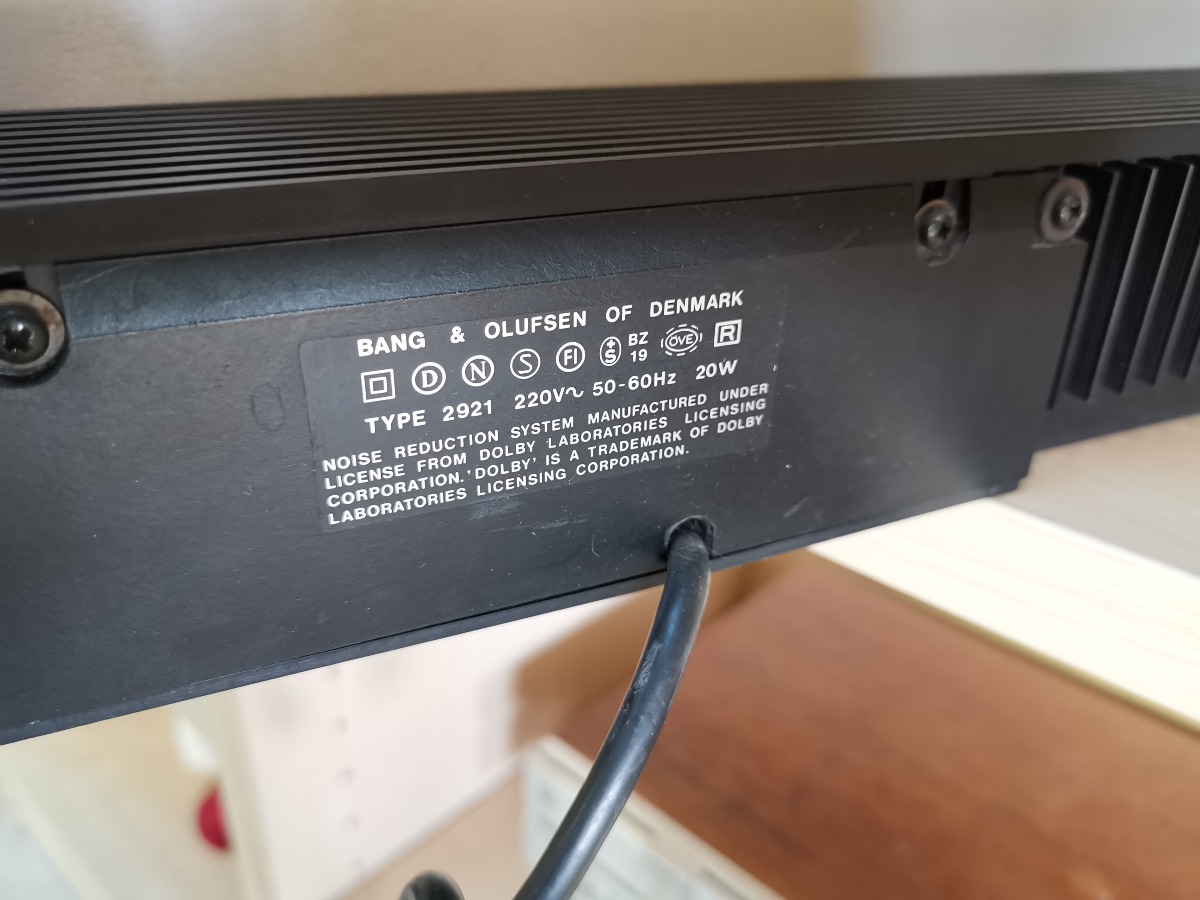 BANG & OLUFSEN OF DENMARK
D N S FI +S BZ 19 ÖVE R
TYPE 2921 220V~ 50-60Hz 20W
NOISE REDUCTION SYSTEM MANUFACTURED UNDER
LICENSE FROM DOLBY LABORATORIES LICENSING
CORPORATION.'DOLBY' IS A TRADEMARK OF DOLBY
LABORATORIES LICENSING CORPORATION.